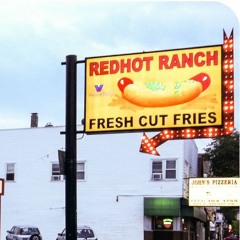 REDHOT RANCH
FRESH CUT FRIES
JOHN'S PIZZERIA